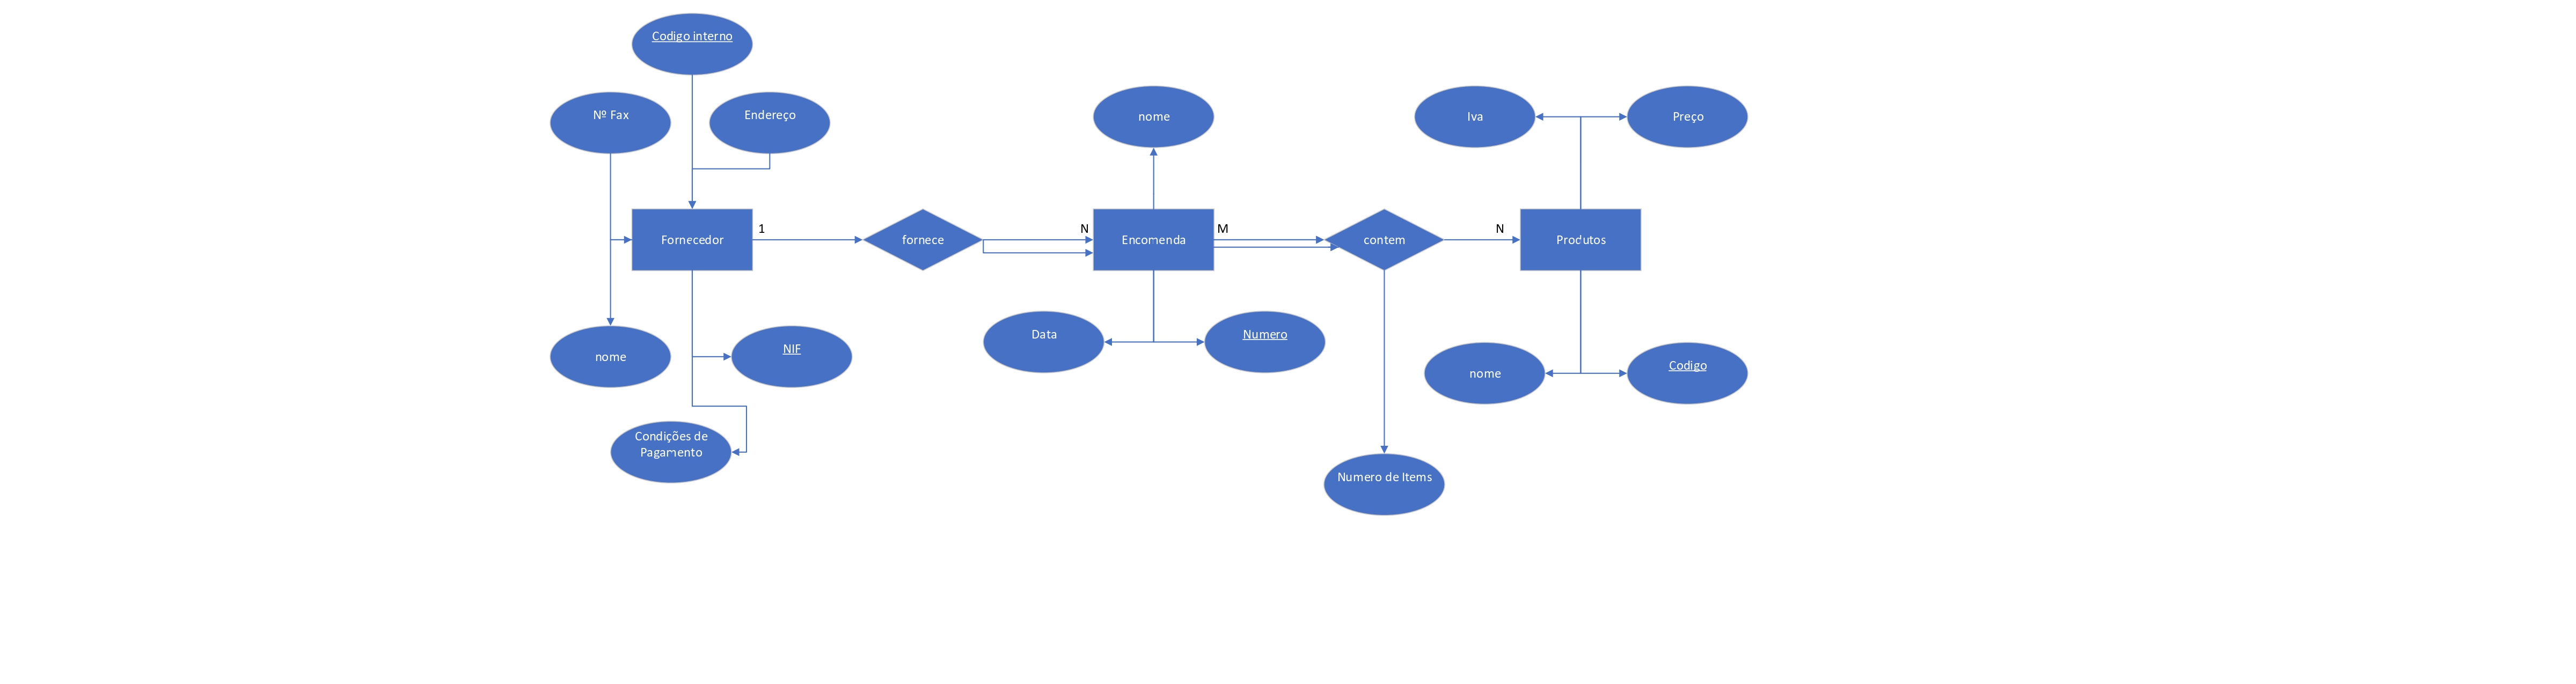 Codigo interno
Nº Fax
Endereço
nome
Iva
Preço
Fornecedor
1
fornece
N
Encomenda
M
contem
N
Produtos
Data
Numero
nome
NIF
nome
Codigo
Condições de
Pagamento
Numero de Items